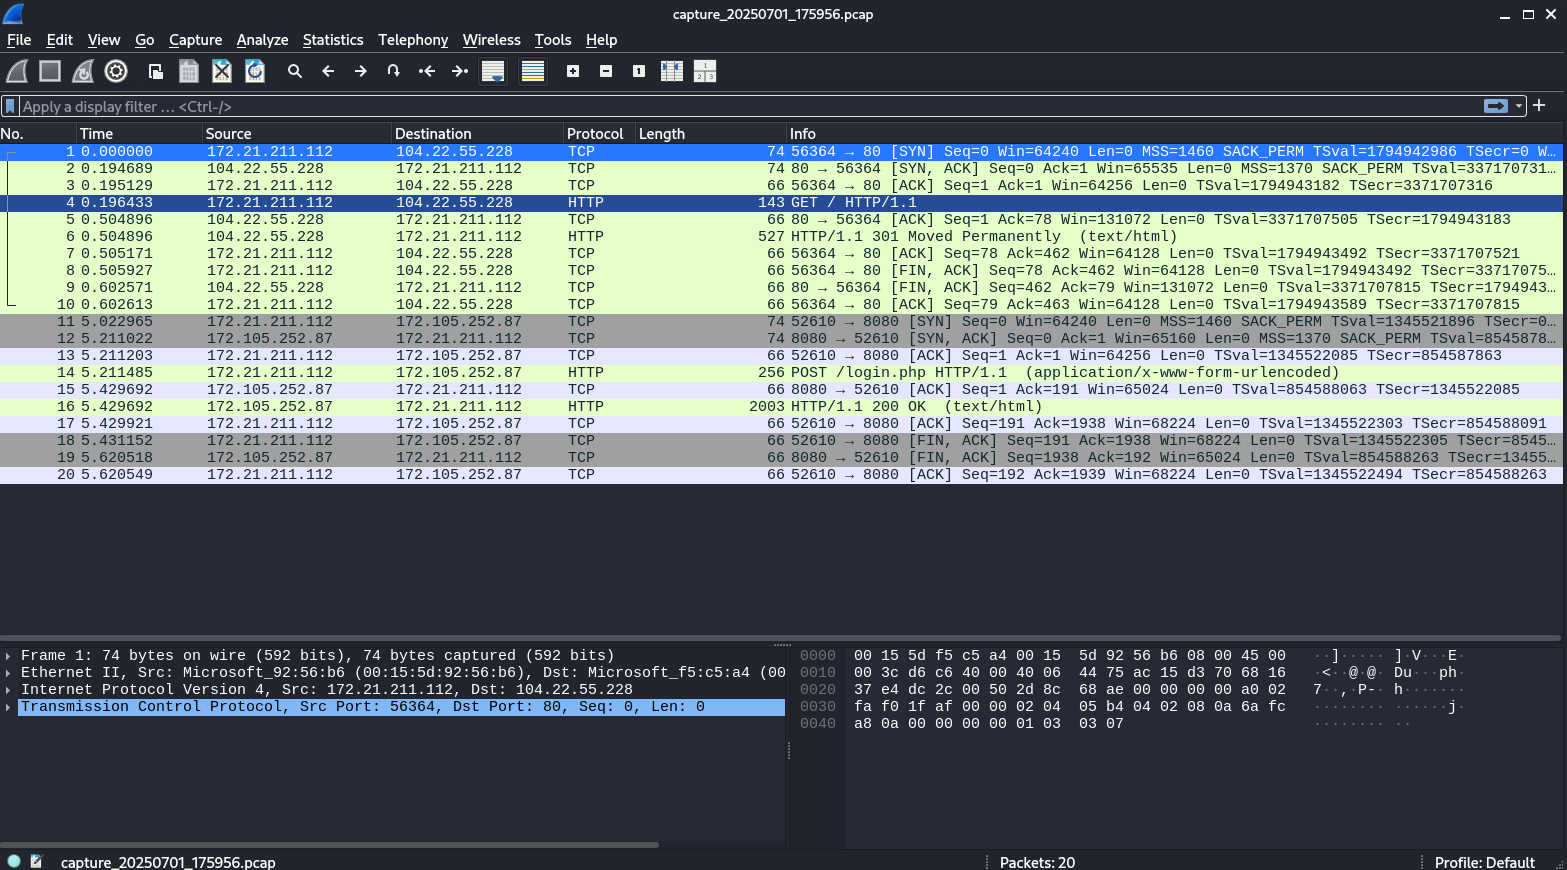 capture_20250701_175956.pcap
File Edit View Go Capture Analyze Statistics Telephony Wireless Tools Help
Apply a display filter … <Ctrl-/>
No. Time Source Destination Protocol Length Info
1 0.000000 172.21.211.112 104.22.55.228 TCP 74 56364 → 80 [SYN] Seq=0 Win=64240 Len=0 MSS=1460 SACK_PERM TSval=1794942986 TSecr=0 W…
2 0.194689 104.22.55.228 172.21.211.112 TCP 74 80 → 56364 [SYN, ACK] Seq=0 Ack=1 Win=65535 Len=0 MSS=1370 SACK_PERM TSval=337170731…
3 0.195129 172.21.211.112 104.22.55.228 TCP 66 56364 → 80 [ACK] Seq=1 Ack=1 Win=64256 Len=0 TSval=1794943182 TSecr=3371707316
4 0.196433 172.21.211.112 104.22.55.228 HTTP 143 GET / HTTP/1.1
5 0.504896 104.22.55.228 172.21.211.112 TCP 66 80 → 56364 [ACK] Seq=1 Ack=78 Win=131072 Len=0 TSval=3371707505 TSecr=1794943183
6 0.504896 104.22.55.228 172.21.211.112 HTTP 527 HTTP/1.1 301 Moved Permanently (text/html)
7 0.505171 172.21.211.112 104.22.55.228 TCP 66 56364 → 80 [ACK] Seq=78 Ack=462 Win=64128 Len=0 TSval=1794943492 TSecr=3371707521
8 0.505927 172.21.211.112 104.22.55.228 TCP 66 56364 → 80 [FIN, ACK] Seq=78 Ack=462 Win=64128 Len=0 TSval=1794943492 TSecr=33717075…
9 0.602571 104.22.55.228 172.21.211.112 TCP 66 80 → 56364 [FIN, ACK] Seq=462 Ack=79 Win=131072 Len=0 TSval=3371707815 TSecr=1794943…
10 0.602613 172.21.211.112 104.22.55.228 TCP 66 56364 → 80 [ACK] Seq=79 Ack=463 Win=64128 Len=0 TSval=1794943589 TSecr=3371707815
11 5.022965 172.21.211.112 172.105.252.87 TCP 74 52610 → 8080 [SYN] Seq=0 Win=64240 Len=0 MSS=1460 SACK_PERM TSval=1345521896 TSecr=0…
12 5.211022 172.105.252.87 172.21.211.112 TCP 74 8080 → 52610 [SYN, ACK] Seq=0 Ack=1 Win=65160 Len=0 MSS=1370 SACK_PERM TSval=8545878…
13 5.211203 172.21.211.112 172.105.252.87 TCP 66 52610 → 8080 [ACK] Seq=1 Ack=1 Win=64256 Len=0 TSval=1345522085 TSecr=854587863
14 5.211485 172.21.211.112 172.105.252.87 HTTP 256 POST /login.php HTTP/1.1 (application/x-www-form-urlencoded)
15 5.429692 172.105.252.87 172.21.211.112 TCP 66 8080 → 52610 [ACK] Seq=1 Ack=191 Win=65024 Len=0 TSval=854588063 TSecr=1345522085
16 5.429692 172.105.252.87 172.21.211.112 HTTP 2003 HTTP/1.1 200 OK (text/html)
17 5.429921 172.21.211.112 172.105.252.87 TCP 66 52610 → 8080 [ACK] Seq=191 Ack=1938 Win=68224 Len=0 TSval=1345522303 TSecr=854588091
18 5.431152 172.21.211.112 172.105.252.87 TCP 66 52610 → 8080 [FIN, ACK] Seq=191 Ack=1938 Win=68224 Len=0 TSval=1345522305 TSecr=8545…
19 5.620518 172.105.252.87 172.21.211.112 TCP 66 8080 → 52610 [FIN, ACK] Seq=1938 Ack=192 Win=65024 Len=0 TSval=854588263 TSecr=13455…
20 5.620549 172.21.211.112 172.105.252.87 TCP 66 52610 → 8080 [ACK] Seq=192 Ack=1939 Win=68224 Len=0 TSval=1345522494 TSecr=854588263
Frame 1: 74 bytes on wire (592 bits), 74 bytes captured (592 bits)
Ethernet II, Src: Microsoft_92:56:b6 (00:15:5d:92:56:b6), Dst: Microsoft_f5:c5:a4 (00
Internet Protocol Version 4, Src: 172.21.211.112, Dst: 104.22.55.228
Transmission Control Protocol, Src Port: 56364, Dst Port: 80, Seq: 0, Len: 0
0000 00 15 5d f5 c5 a4 00 15 5d 92 56 b6 08 00 45 00 ··]····· ]·V···E·
0010 00 3c d6 c6 40 00 40 06 44 75 ac 15 d3 70 68 16 ·<··@·@· Du···ph·
0020 37 e4 dc 2c 00 50 2d 8c 68 ae 00 00 00 00 a0 02 7··,·P-· h·······
0030 fa f0 1f af 00 00 02 04 05 b4 04 02 08 0a 6a fc ········ ······j·
0040 a8 0a 00 00 00 00 01 03 03 07 ········ ··
capture_20250701_175956.pcap
Packets: 20
Profile: Default